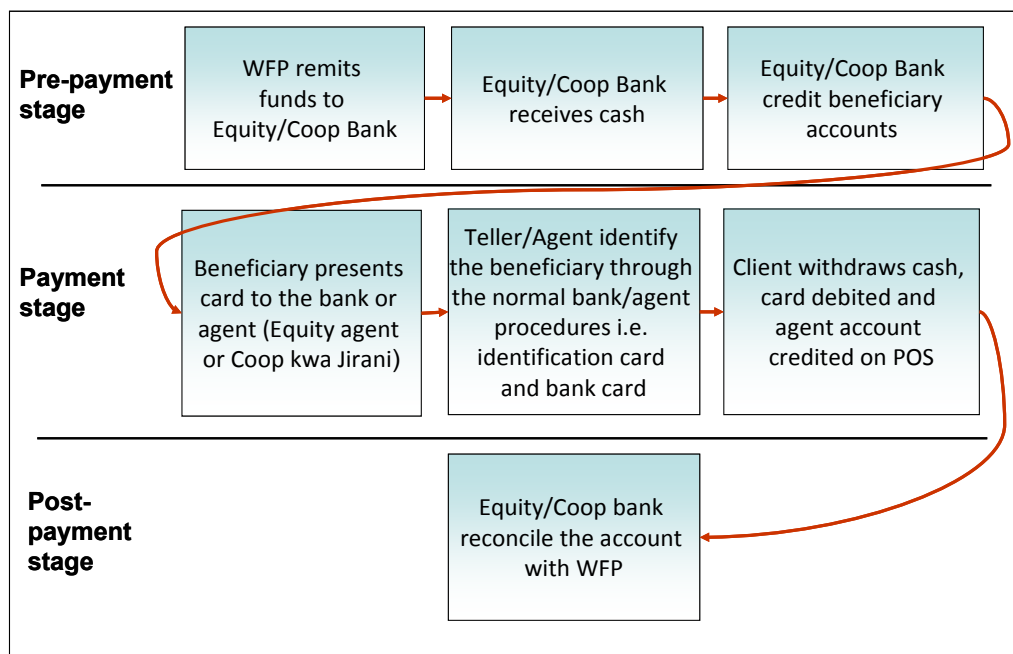 Pre-payment
stage
WFP remits
funds to
Equity/Coop Bank
Equity/Coop Bank
receives cash
Equity/Coop Bank
credit beneficiary
accounts
Payment
stage
Beneficiary presents
card to the bank or
agent (Equity agent
or Coop kwa Jirani)
Teller/Agent identify
the beneficiary through
the normal bank/agent
procedures i.e.
identification card
and bank card
Client withdraws cash,
card debited and
agent account
credited on POS
Post-
payment
stage
Equity/Coop bank
reconcile the account
with WFP